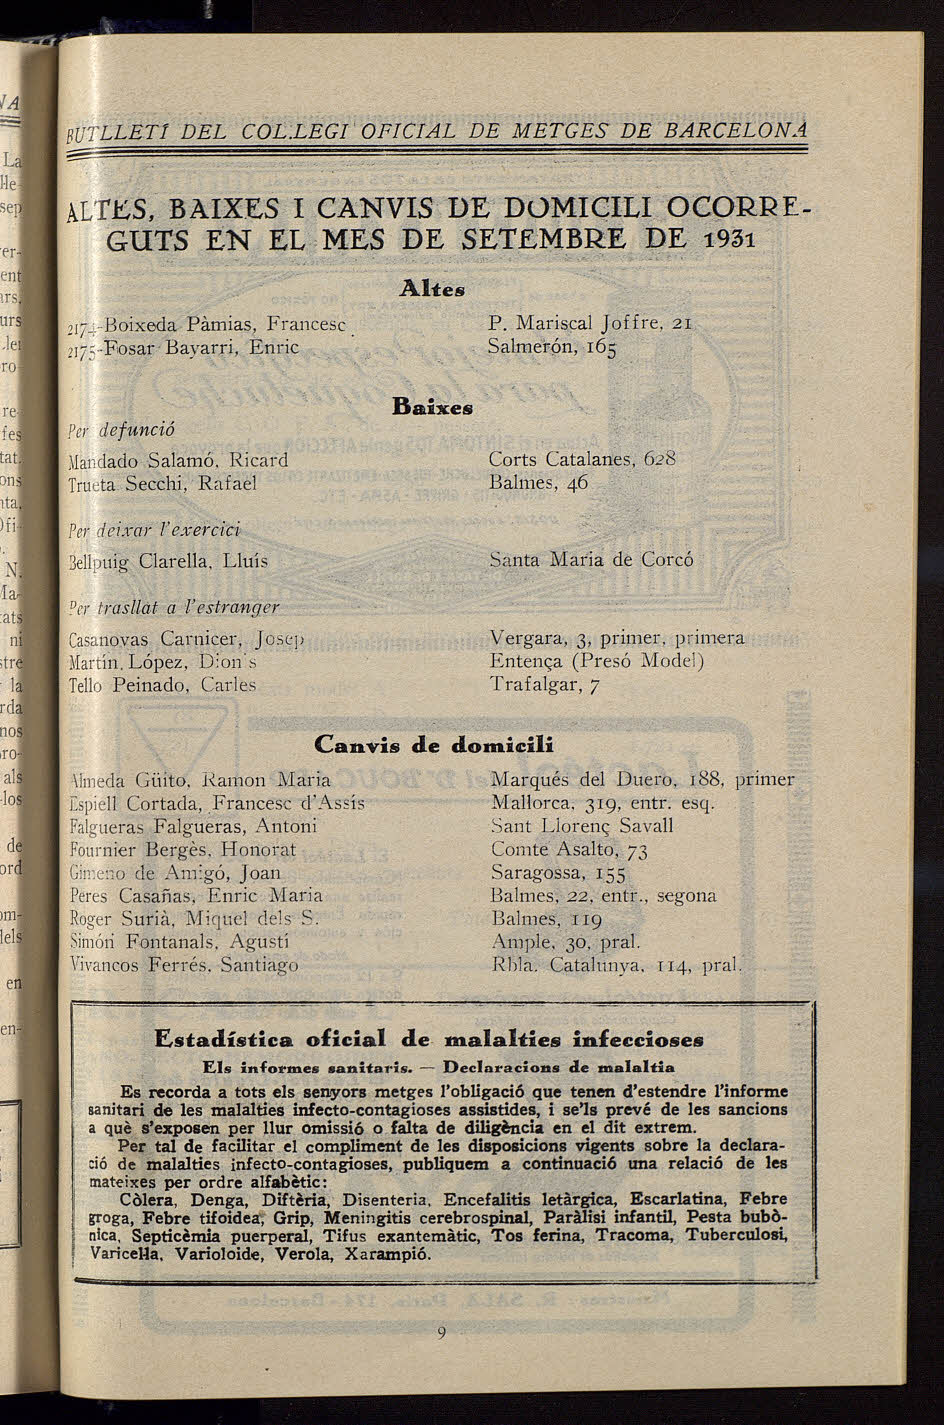 BUTLLETÍ DEL COL.LEGI OFICIAL DE METGES DE BARCELONA
ALTES, BAIXES I CANVIS DE DOMICILI OCORRE-
GUTS EN EL MES DE SETEMBRE DE 1931
Altes
2174-Boixeda Pàmias, Francesc P. Mariscal Joffre, 21
2175-Fosar Bayarri, Enric Salmerón, 165
Baixes
Per defunció
Mandado Salamó, Ricard Corts Catalanes, 628
Trueta Secchi, Rafael Balmes, 46
Per deixar l'exercici
Bellpuig Clarella, Lluís Santa Maria de Corcó
Per trasllat a l'estranger
Casanovas Carnicer, Josep Vergara, 3, primer, primera
Martín López, Dion s Entença (Presó Model)
Tello Peinado, Carles Trafalgar, 7
Canvis de domicili
Almeda Güito, Ramon Maria Marqués del Duero, 188, primer
Espiell Cortada, Francesc d'Assís Mallorca, 319, entr. esq.
Falgueras Falgueras, Antoni Sant Llorenç Savall
Fournier Bergès, Honorat Comte Asalto, 73
Gimeno de Amigó, Joan Saragossa, 155
Peres Casañas, Enric Maria Balmes, 22, entr., segona
Roger Surià, Miquel dels S. Balmes, 119
Simón Fontanals, Agustí Ample, 30, pral.
Vivancos Ferrés, Santiago Rbla. Catalunya, 114, pral.
Estadística oficial de malalties infeccioses
Els informes sanitaris. — Declaracions de malaltia
Es recorda a tots els senyors metges l'obligació que tenen d'estendre l'informe
sanitari de les malalties infecto-contagioses assistides, i se'ls prevé de les sancions
a què s'exposen per llur omissió o falta de diligència en el dit extrem.
Per tal de facilitar el compliment de les disposicions vigents sobre la declara-
ció de malalties infecto-contagioses, publiquem a continuació una relació de les
mateixes per ordre alfabètic:
Còlera, Denga, Diftèria, Disenteria, Encefalitis letàrgica, Escarlatina, Febre
groga, Febre tifoidea, Grip, Meningitis cerebrospinal, Paràlisi infantil, Pesta bubò-
nica, Septicèmia puerperal, Tifus exantemàtic, Tos ferina, Tracoma, Tuberculosi,
Varicel·la, Varioloide, Verola, Xarampió.
9